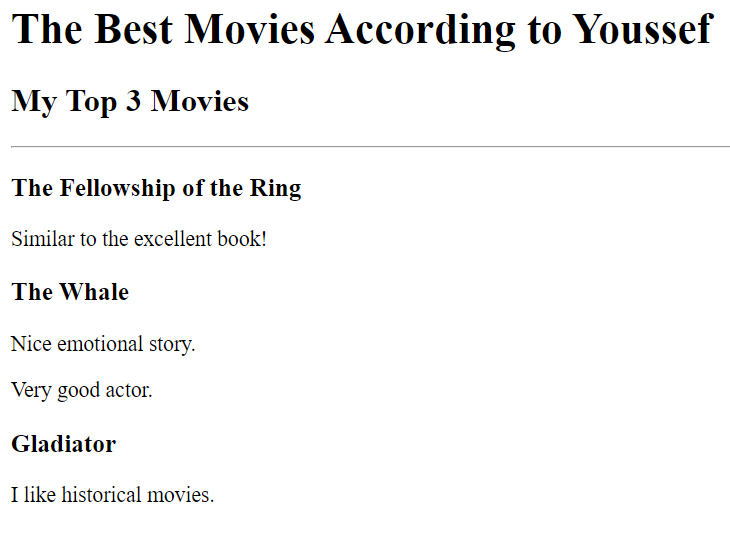 The Best Movies According to Youssef
My Top 3 Movies
The Fellowship of the Ring
Similar to the excellent book!
The Whale
Nice emotional story.
Very good actor.
Gladiator
I like historical movies.